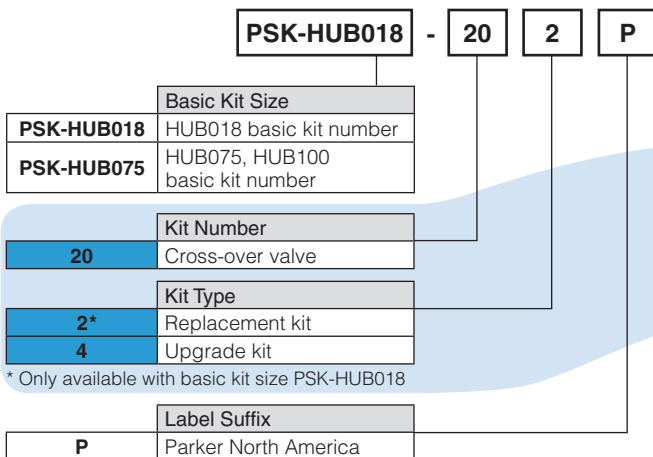 PSK-HUB018 - 20 2 P
Basic Kit Size
PSK-HUB018 HUB018 basic kit number
PSK-HUB075 HUB075, HUB100
basic kit number
Kit Number
20 Cross-over valve
Kit Type
2* Replacement kit
4 Upgrade kit
* Only available with basic kit size PSK-HUB018
Label Suffix
P Parker North America